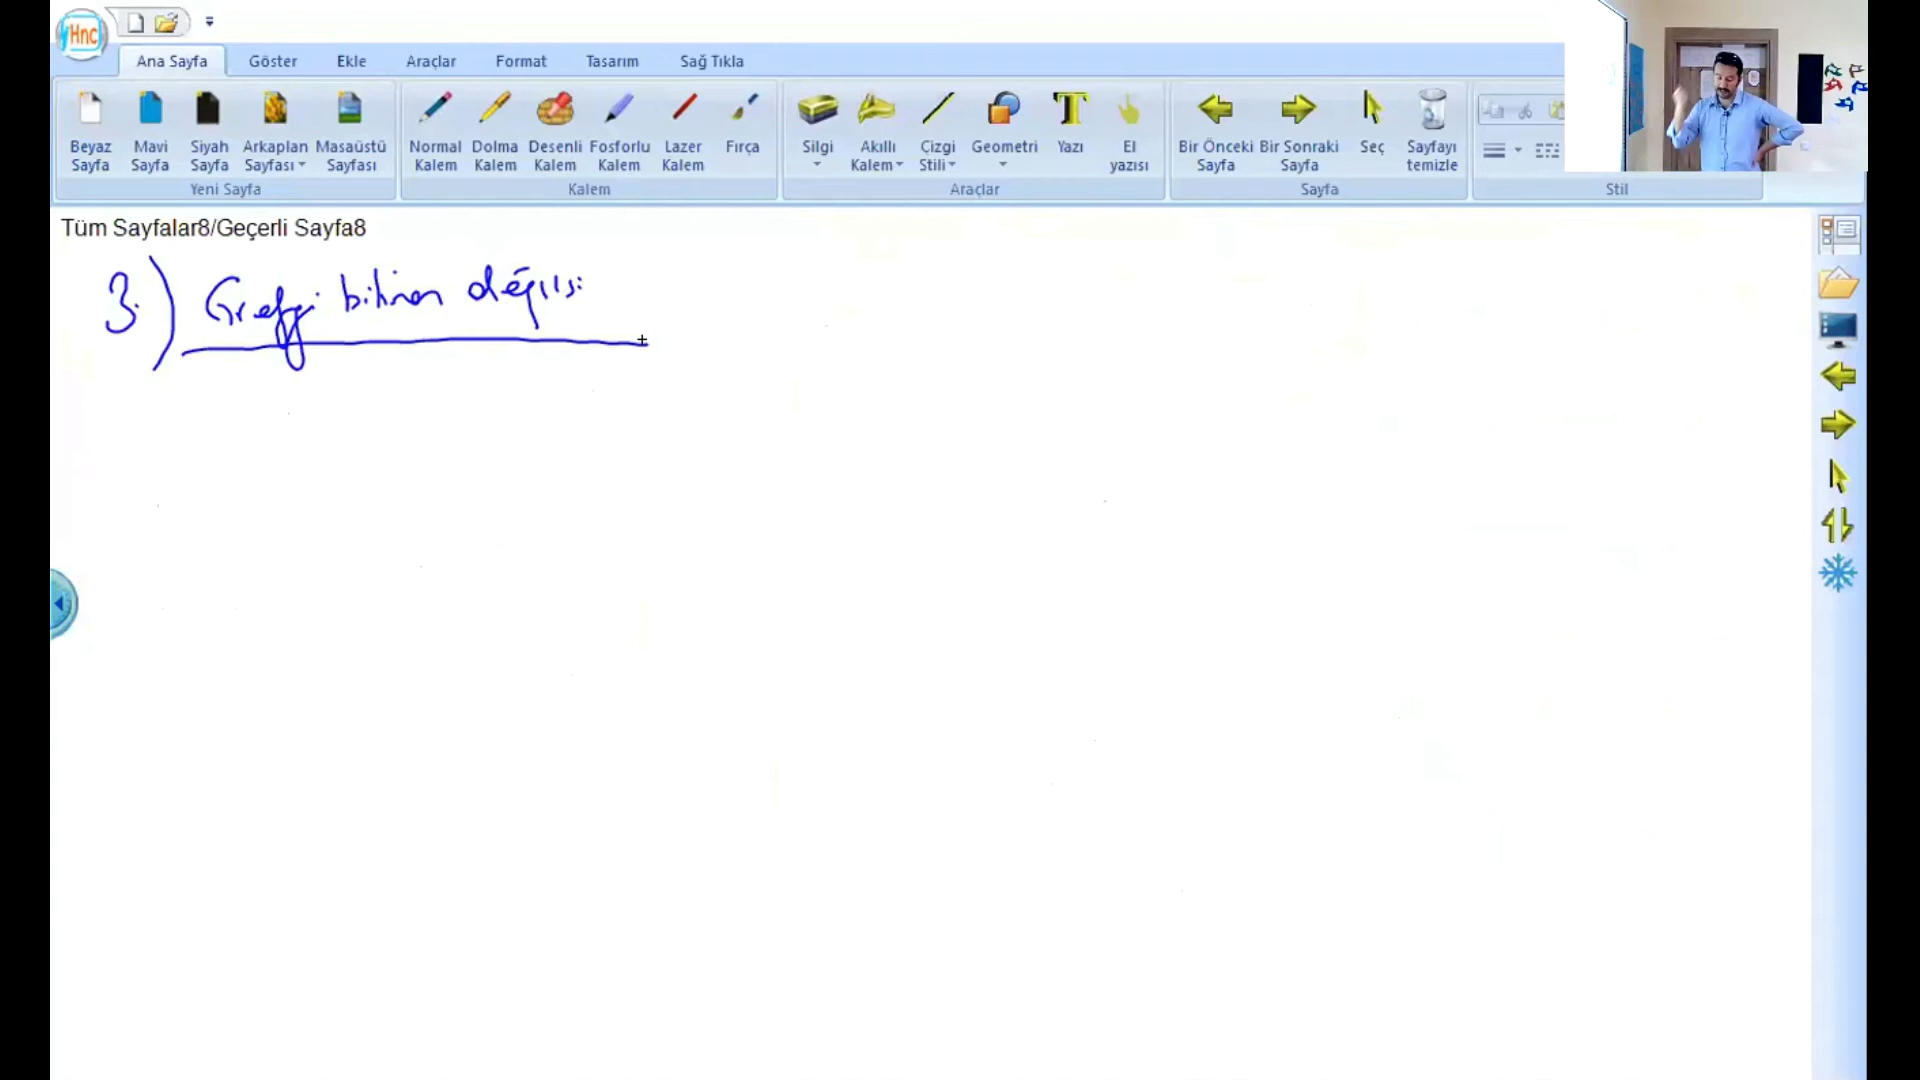 Hnc
Ana Sayfa Göster Ekle Araçlar Format Tasarım Sağ Tıkla
Beyaz Sayfa Mavi Sayfa Siyah Sayfa Arkaplan Sayfası Masaüstü Sayfası
Yeni Sayfa
Normal Kalem Dolma Kalem Desenli Kalem Fosforlu Kalem Lazer Kalem Fırça
Kalem
Silgi Akıllı Kalem Çizgi Stili Geometri Yazı El yazısı
Araçlar
Bir Önceki Sayfa Bir Sonraki Sayfa Seç Sayfayı temizle
Sayfa
Stil
Tüm Sayfalar8/Geçerli Sayfa8
3.) bilinen